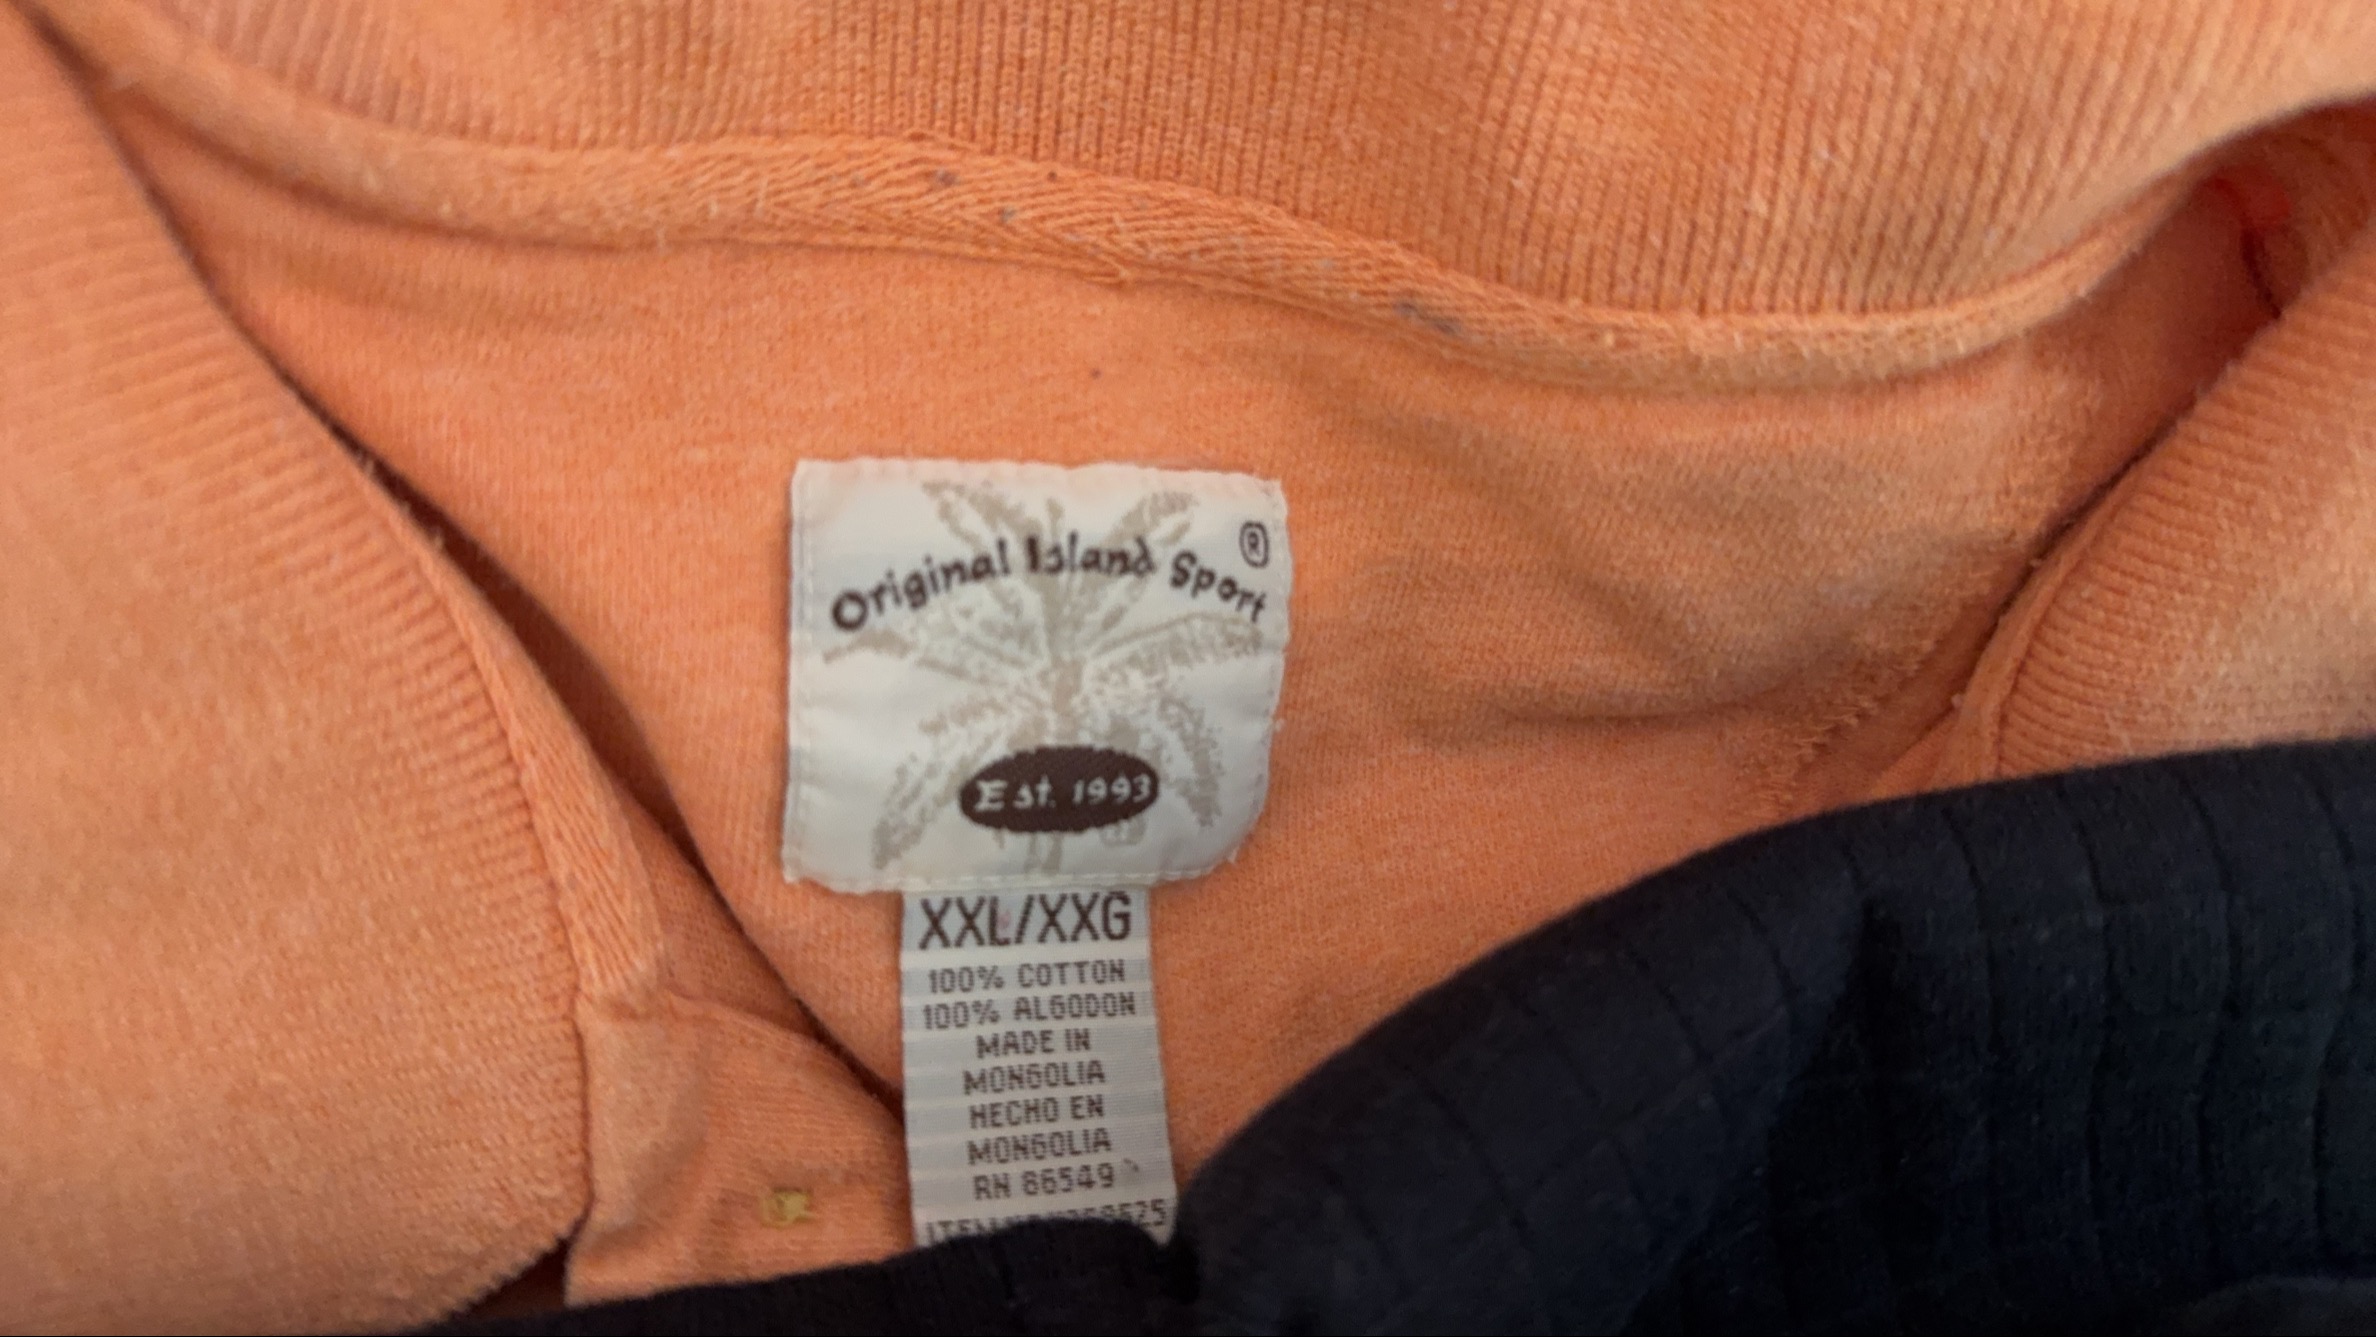 Original Island Sport ®
Est. 1993
XXL/XXG
100% COTTON
100% ALGODON
MADE IN
MONGOLIA
HECHO EN
MONGOLIA
RN 86549